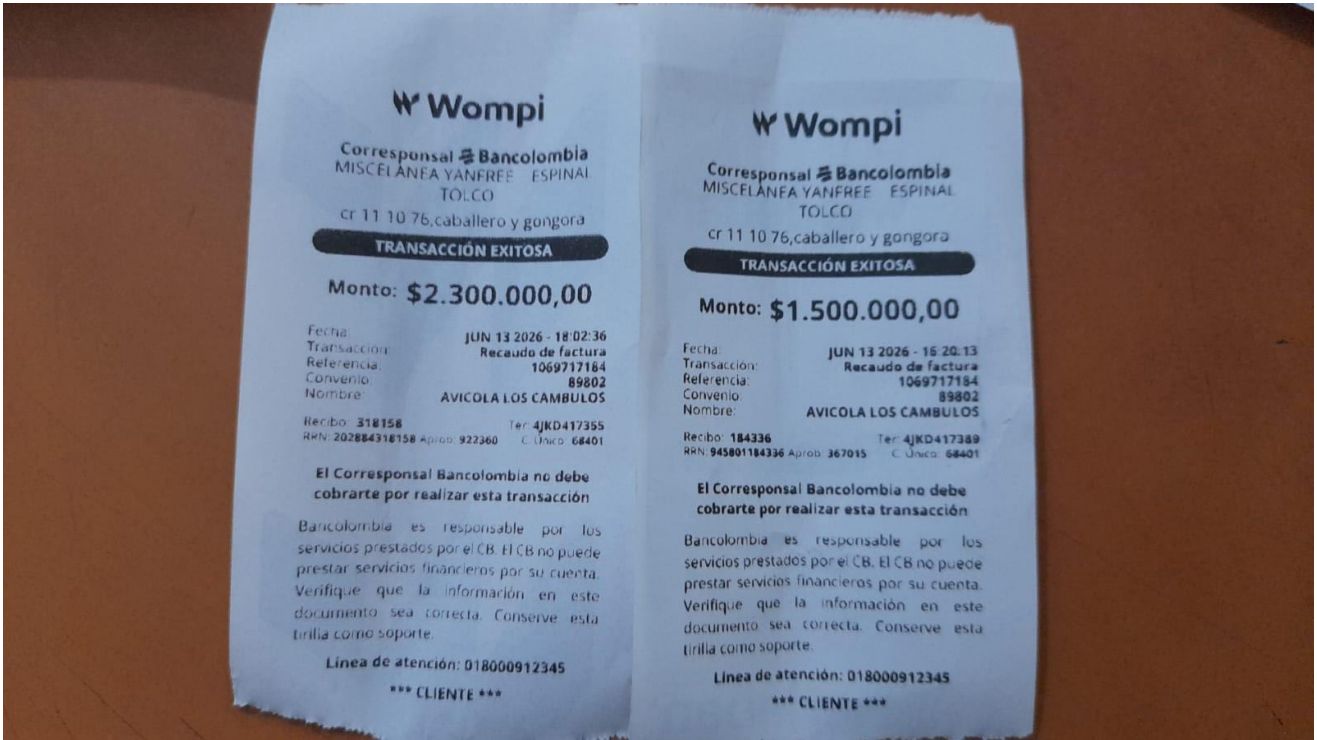 Wompi
Corresponsal Bancolombia
MISCELANEA YANFREE ESPINAL
TOLCO
cr 11 10 76,caballero y gongora
TRANSACCIÓN EXITOSA
Monto: $2.300.000,00
Fecha: JUN 13 2026 - 18:02:36
Transacción: Recaudo de factura
Referencia: 1069717184
Convenio: 89802
Nombre: AVICOLA LOS CAMBULOS
Recibo: 318158 Ter: 4JKD417355
RRN: 202884318158 Aprob: 922360 C. Único: 68401
El Corresponsal Bancolombia no debe
cobrarte por realizar esta transacción
Bancolombia es responsable por los
servicios prestados por el CB. El CB no puede
prestar servicios financieros por su cuenta.
Verifique que la información en este
documento sea correcta. Conserve esta
tirilla como soporte.
Línea de atención: 018000912345
*** CLIENTE ***
Wompi
Corresponsal Bancolombia
MISCELANEA YANFREE ESPINAL
TOLCO
cr 11 10 76,caballero y gongora
TRANSACCIÓN EXITOSA
Monto: $1.500.000,00
Fecha: JUN 13 2026 - 16:20:13
Transacción: Recaudo de factura
Referencia: 1069717184
Convenio: 89802
Nombre: AVICOLA LOS CAMBULOS
Recibo: 184336 Ter: 4JKD417389
RRN: 945801184336 Aprob: 367015 C. Único: 68401
El Corresponsal Bancolombia no debe
cobrarte por realizar esta transacción
Bancolombia es responsable por los
servicios prestados por el CB. El CB no puede
prestar servicios financieros por su cuenta.
Verifique que la información en este
documento sea correcta. Conserve esta
tirilla como soporte.
Línea de atención: 018000912345
*** CLIENTE ***